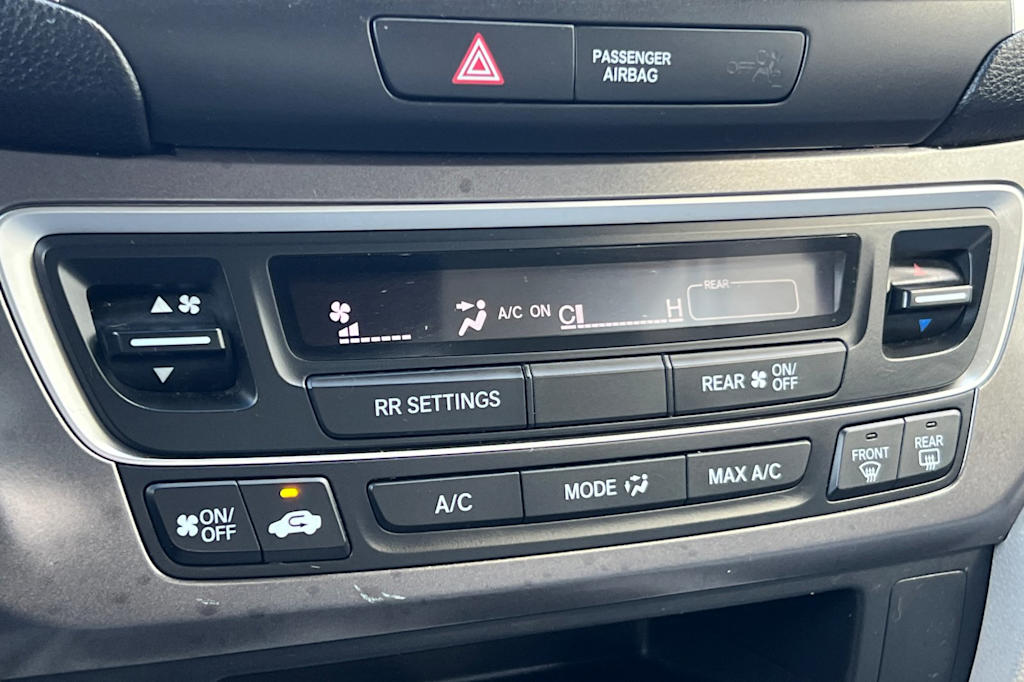 PASSENGER
AIRBAG
OFF
REAR
A/C ON
C
H
RR SETTINGS
REAR ON/
OFF
ON/
OFF
A/C
MODE
MAX A/C
FRONT
REAR